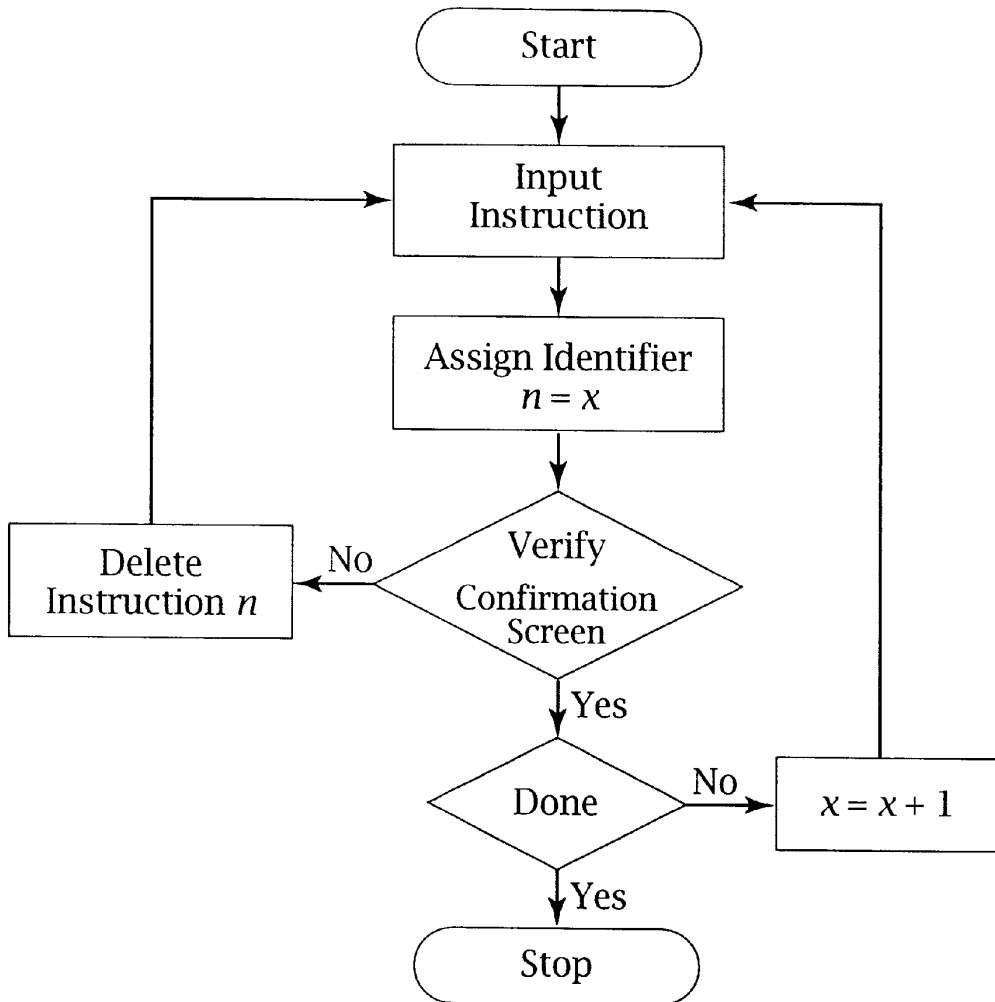 Start
Input
Instruction
Assign Identifier
n = x
Verify
Confirmation
Screen
No
Delete
Instruction n
Yes
Done
No
x = x + 1
Yes
Stop